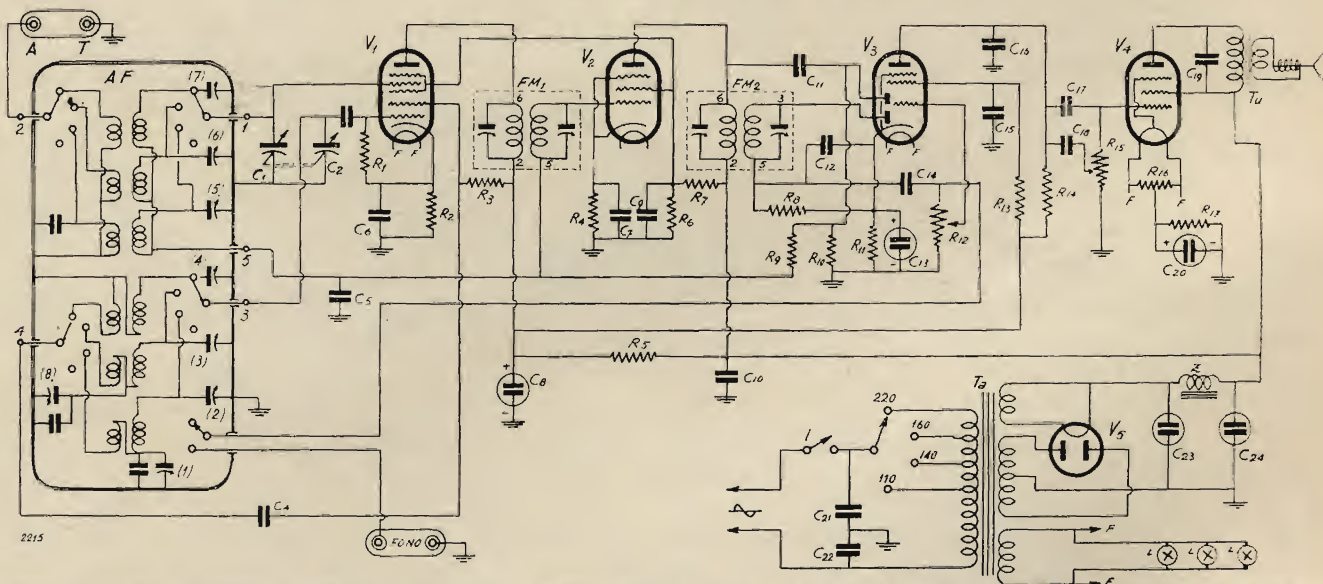 A T
AF
(7)
(6)
(5)
4
(3)
(2)
(1)
(8)
2
1
5
3
4
C1
C2
V1
F F
R1
C6
R2
R3
FM1
6
2
5
V2
R4
C7
C9
R6
R7
FM2
6
3
2
5
C11
C12
R8
R9
R10
R11
C13
+
-
V3
F F
C14
R12
C16
C15
R13
R14
C17
C18
R15
V4
F
R16
F
R17
+
C20
-
C19
Tu
C5
R5
+
C8
-
C10
C4
FONO
2215
i
220
160
140
110
C21
C22
Ta
V5
Z
C23
C24
F
L
L
L
F